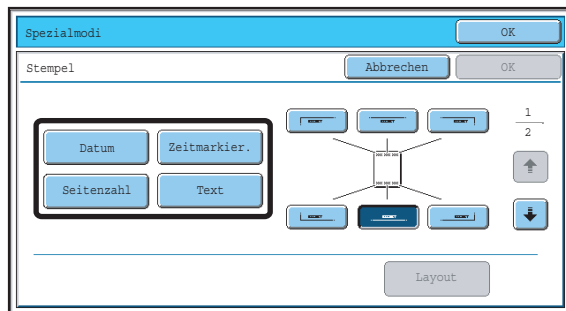 Spezialmodi OK
Stempel Abbrechen OK
Datum Zeitmarkier.
Seitenzahl Text
1
2
Layout